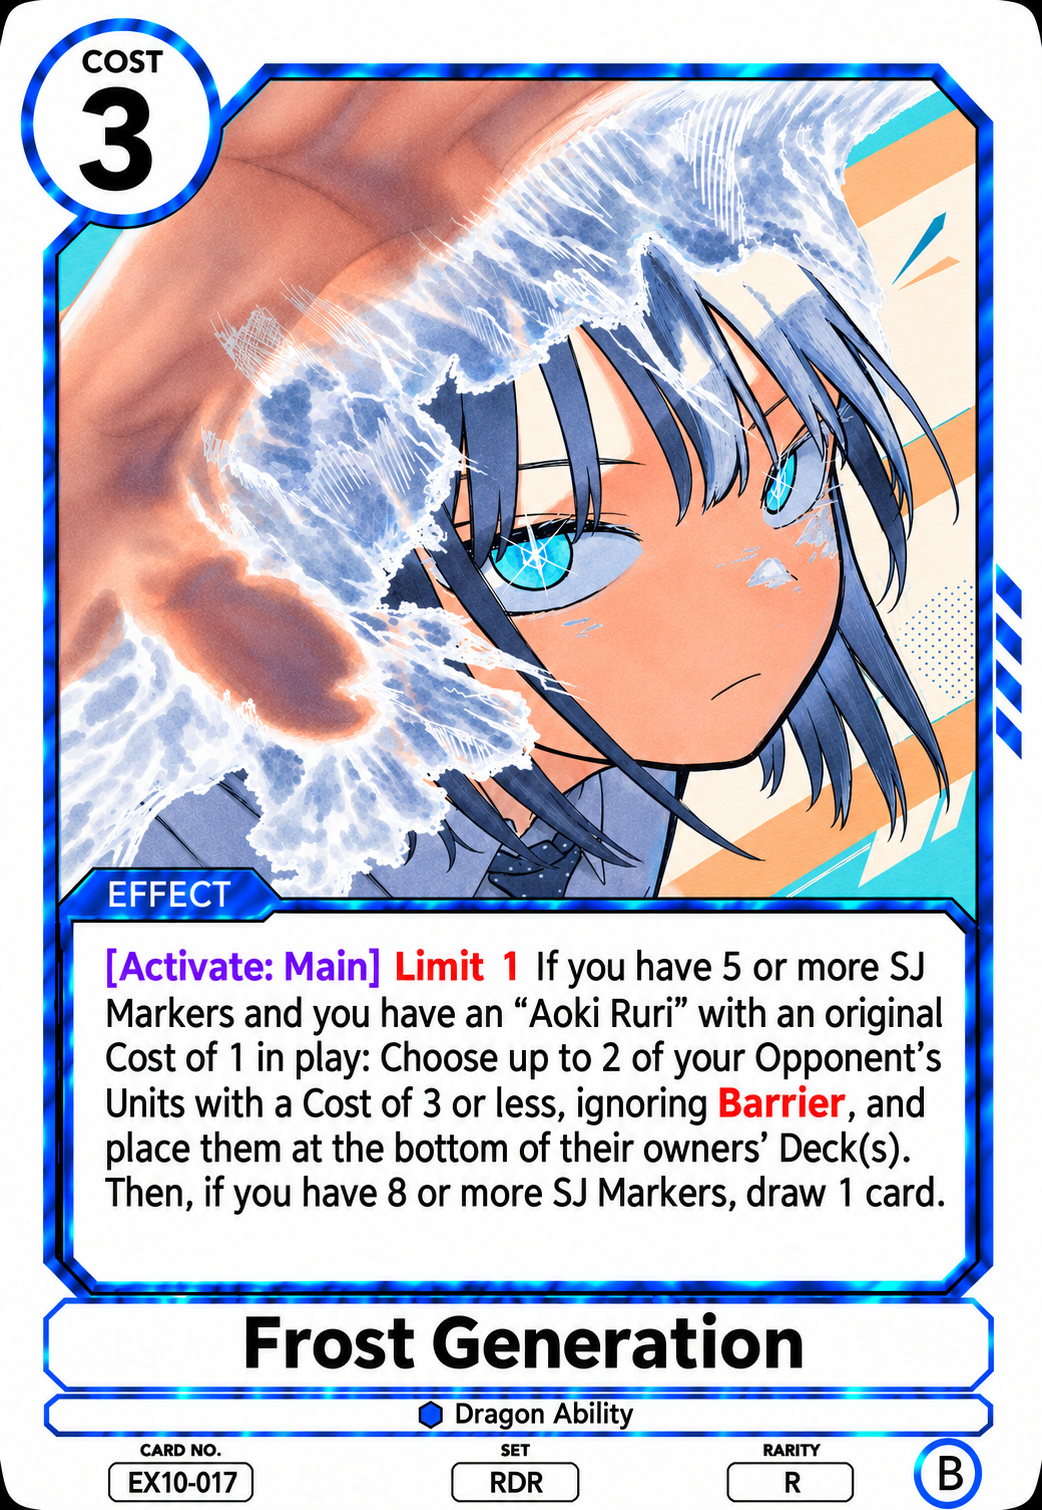 COST
3
EFFECT
[Activate: Main] Limit 1 If you have 5 or more SJ
Markers and you have an “Aoki Ruri” with an original
Cost of 1 in play: Choose up to 2 of your Opponent’s
Units with a Cost of 3 or less, ignoring Barrier, and
place them at the bottom of their owners’ Deck(s).
Then, if you have 8 or more SJ Markers, draw 1 card.
Frost Generation
Dragon Ability
CARD NO.
EX10-017
SET
RDR
RARITY
R
B